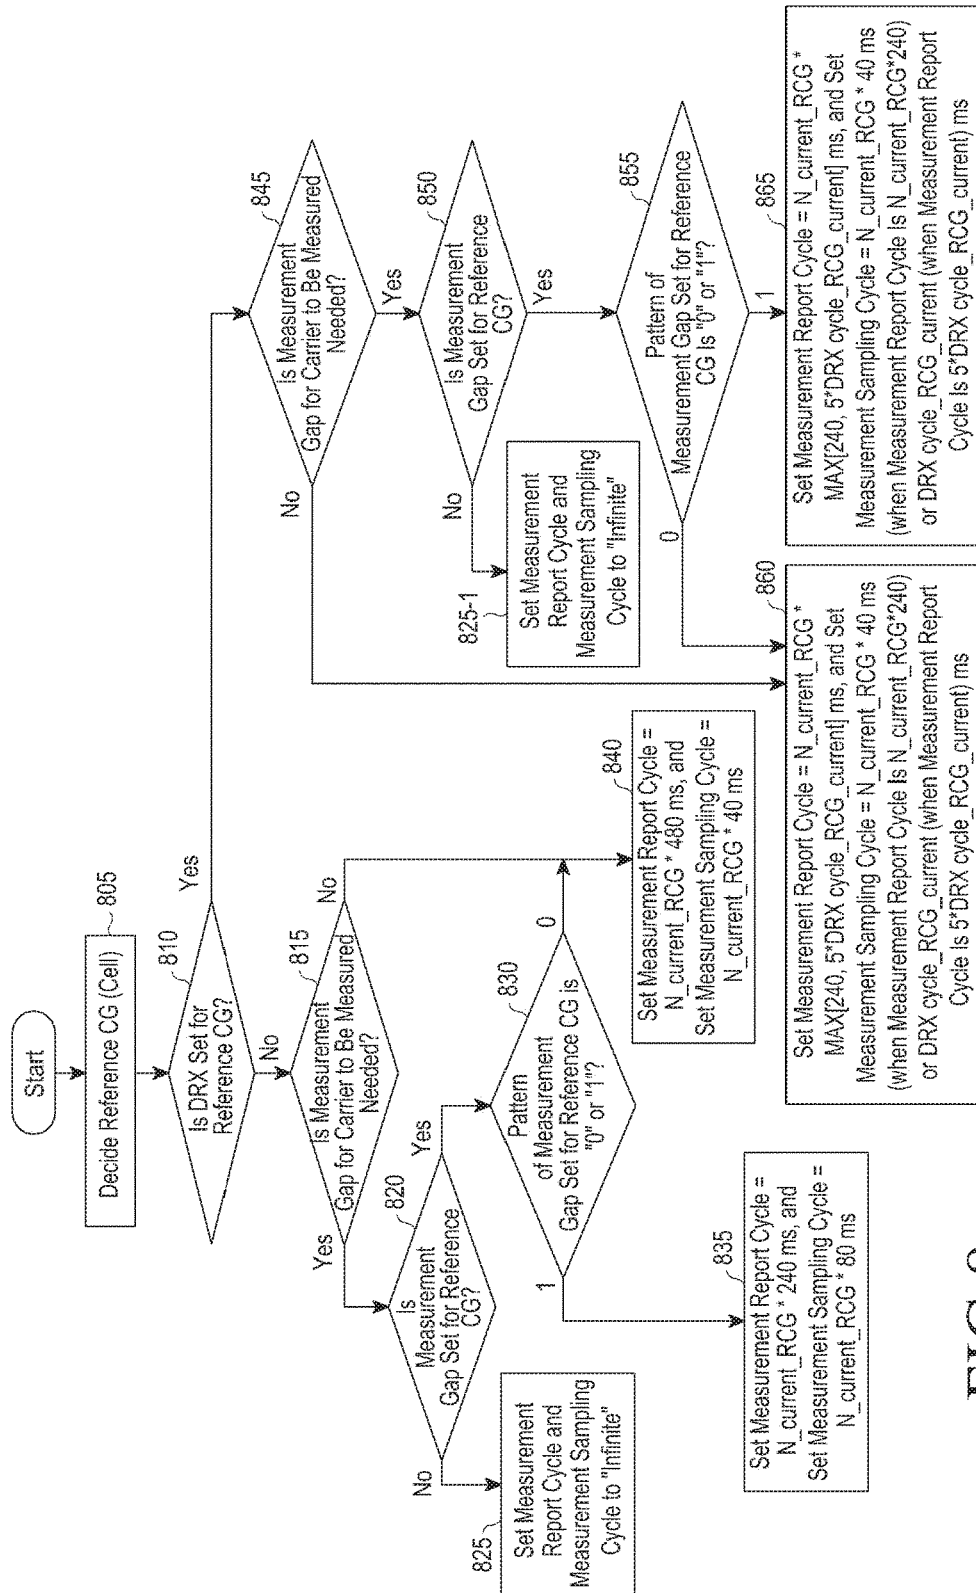 Start
Decide Reference CG (Cell)
805
810
Is DRX Set for
Reference CG?
Yes
No
815
Is Measurement
Gap for Carrier to Be Measured
Needed?
Yes
No
820
Is
Measurement
Gap Set for Reference
CG?
No
Yes
825
Set Measurement
Report Cycle and
Measurement Sampling
Cycle to "Infinite"
830
Pattern
of Measurement
Gap Set for Reference CG is
"0" or "1"?
1
0
835
Set Measurement Report Cycle =
N_current_RCG * 240 ms, and
Set Measurement Sampling Cycle =
N_current_RCG * 80 ms
840
Set Measurement Report Cycle =
N_current_RCG * 480 ms, and
Set Measurement Sampling Cycle =
N_current_RCG * 40 ms
845
Is Measurement
Gap for Carrier to Be Measured
Needed?
No
Yes
850
Is Measurement
Gap Set for Reference
CG?
No
Yes
825-1
Set Measurement
Report Cycle and
Measurement Sampling
Cycle to "Infinite"
855
Pattern of
Measurement Gap Set for Reference
CG Is "0" or "1"?
0
1
860
Set Measurement Report Cycle = N_current_RCG *
MAX[240, 5*DRX cycle_RCG_current] ms, and Set
Measurement Sampling Cycle = N_current_RCG * 40 ms
(when Measurement Report Cycle Is N_current_RCG*240)
or DRX cycle_RCG_current (when Measurement Report
Cycle Is 5*DRX cycle_RCG_current) ms
865
Set Measurement Report Cycle = N_current_RCG *
MAX[240, 5*DRX cycle_RCG_current] ms, and Set
Measurement Sampling Cycle = N_current_RCG * 40 ms
(when Measurement Report Cycle Is N_current_RCG*240)
or DRX cycle_RCG_current (when Measurement Report
Cycle Is 5*DRX cycle_RCG_current) ms